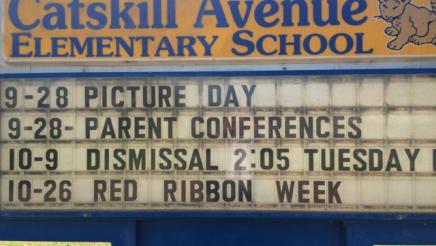 Catskill Avenue
ELEMENTARY SCHOOL
9-28 PICTURE DAY
9-28- PARENT CONFERENCES
10-9 DISMISSAL 2:05 TUESDAY
10-26 RED RIBBON WEEK